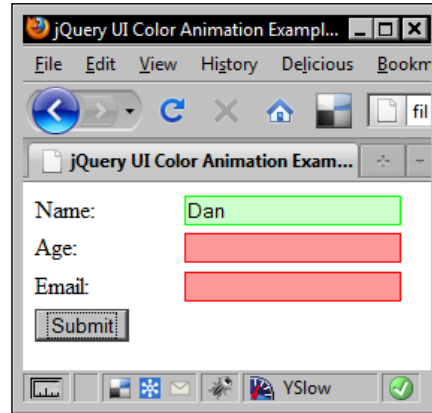 jQuery UI Color Animation Exampl...
File Edit View History Delicious Bookm
fil
jQuery UI Color Animation Exam...
Name: Dan
Age:
Email:
Submit
YSlow